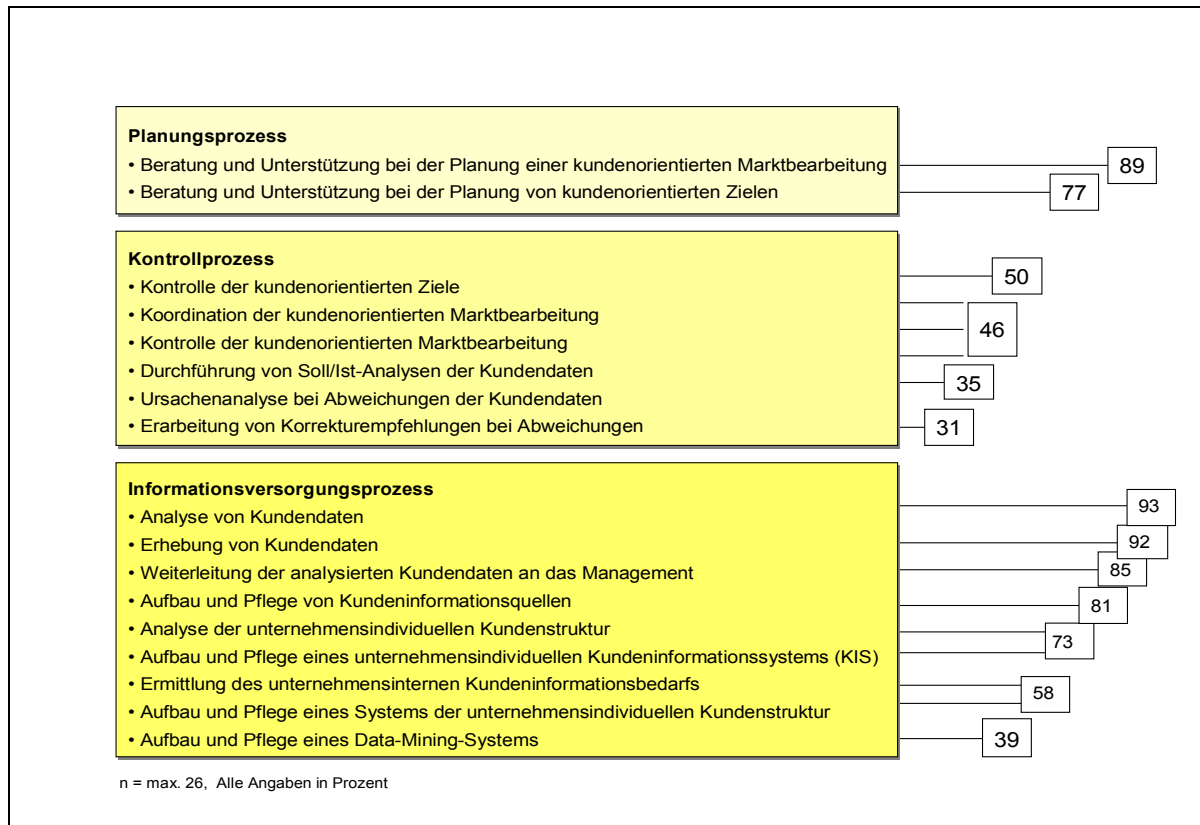 Planungsprozess
• Beratung und Unterstützung bei der Planung einer kundenorientierten Marktbearbeitung
89
• Beratung und Unterstützung bei der Planung von kundenorientierten Zielen
77
Kontrollprozess
• Kontrolle der kundenorientierten Ziele
50
• Koordination der kundenorientierten Marktbearbeitung
• Kontrolle der kundenorientierten Marktbearbeitung
46
• Durchführung von Soll/Ist-Analysen der Kundendaten
• Ursachenanalyse bei Abweichungen der Kundendaten
35
• Erarbeitung von Korrekturempfehlungen bei Abweichungen
31
Informationsversorgungsprozess
• Analyse von Kundendaten
93
• Erhebung von Kundendaten
92
• Weiterleitung der analysierten Kundendaten an das Management
85
• Aufbau und Pflege von Kundeninformationsquellen
81
• Analyse der unternehmensindividuellen Kundenstruktur
• Aufbau und Pflege eines unternehmensindividuellen Kundeninformationssystems (KIS)
73
• Ermittlung des unternehmensinternen Kundeninformationsbedarfs
• Aufbau und Pflege eines Systems der unternehmensindividuellen Kundenstruktur
58
• Aufbau und Pflege eines Data-Mining-Systems
39
n = max. 26, Alle Angaben in Prozent